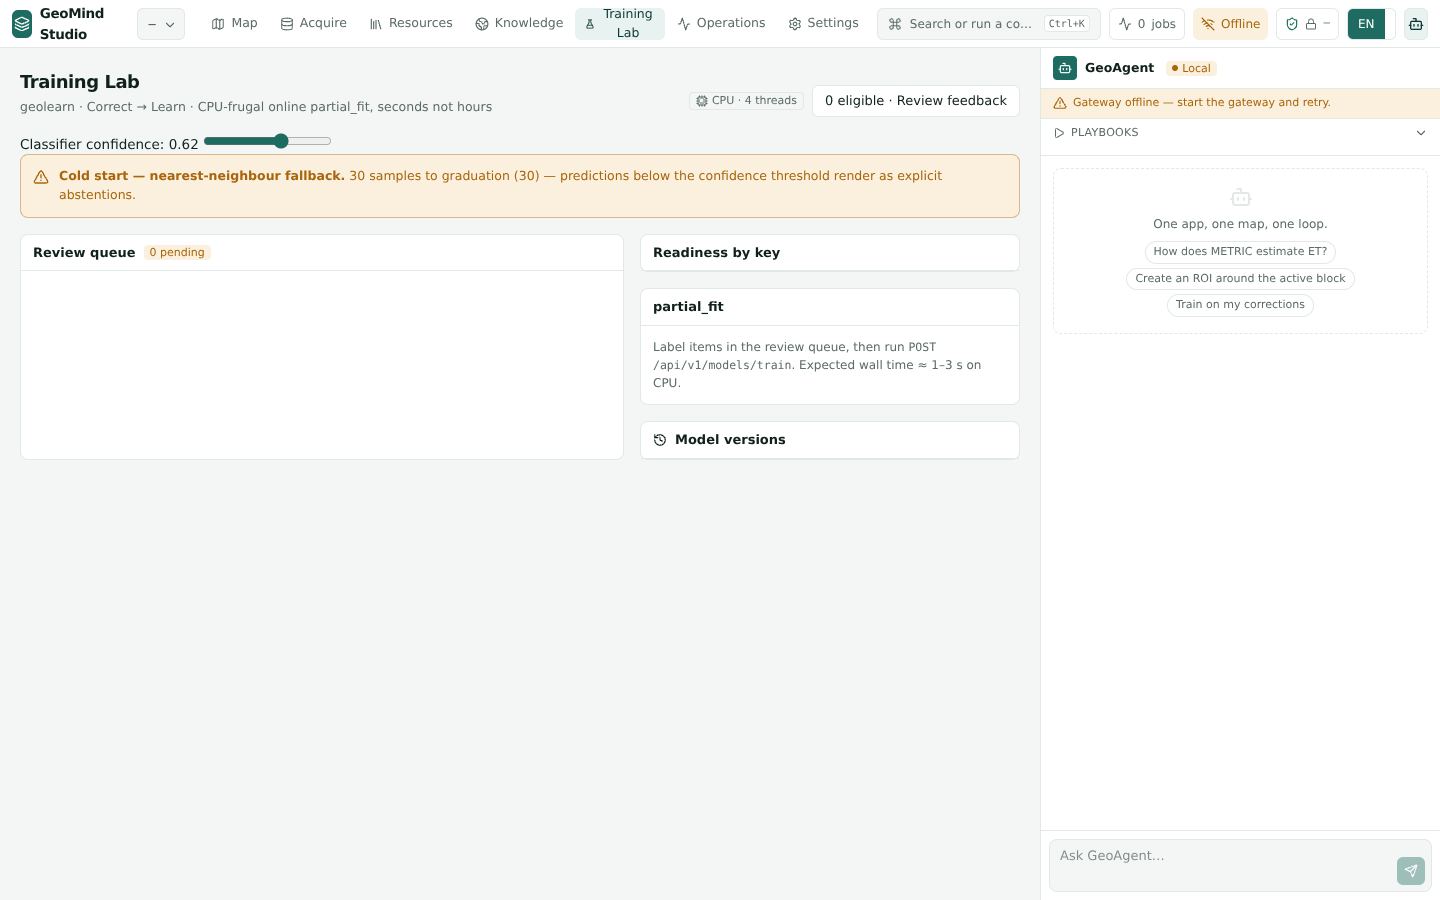 GeoMind
Studio
—
Map
Acquire
Resources
Knowledge
Training
Lab
Operations
Settings
Search or run a co…
Ctrl+K
0 jobs
Offline
—
EN
Training Lab
geolearn · Correct → Learn · CPU-frugal online partial_fit, seconds not hours
CPU · 4 threads
0 eligible · Review feedback
Classifier confidence: 0.62
Cold start — nearest-neighbour fallback. 30 samples to graduation (30) — predictions below the confidence threshold render as explicit
abstentions.
Review queue
0 pending
Readiness by key
partial_fit
Label items in the review queue, then run POST
/api/v1/models/train. Expected wall time ≈ 1–3 s on
CPU.
Model versions
GeoAgent
Local
Gateway offline — start the gateway and retry.
PLAYBOOKS
One app, one map, one loop.
How does METRIC estimate ET?
Create an ROI around the active block
Train on my corrections
Ask GeoAgent…